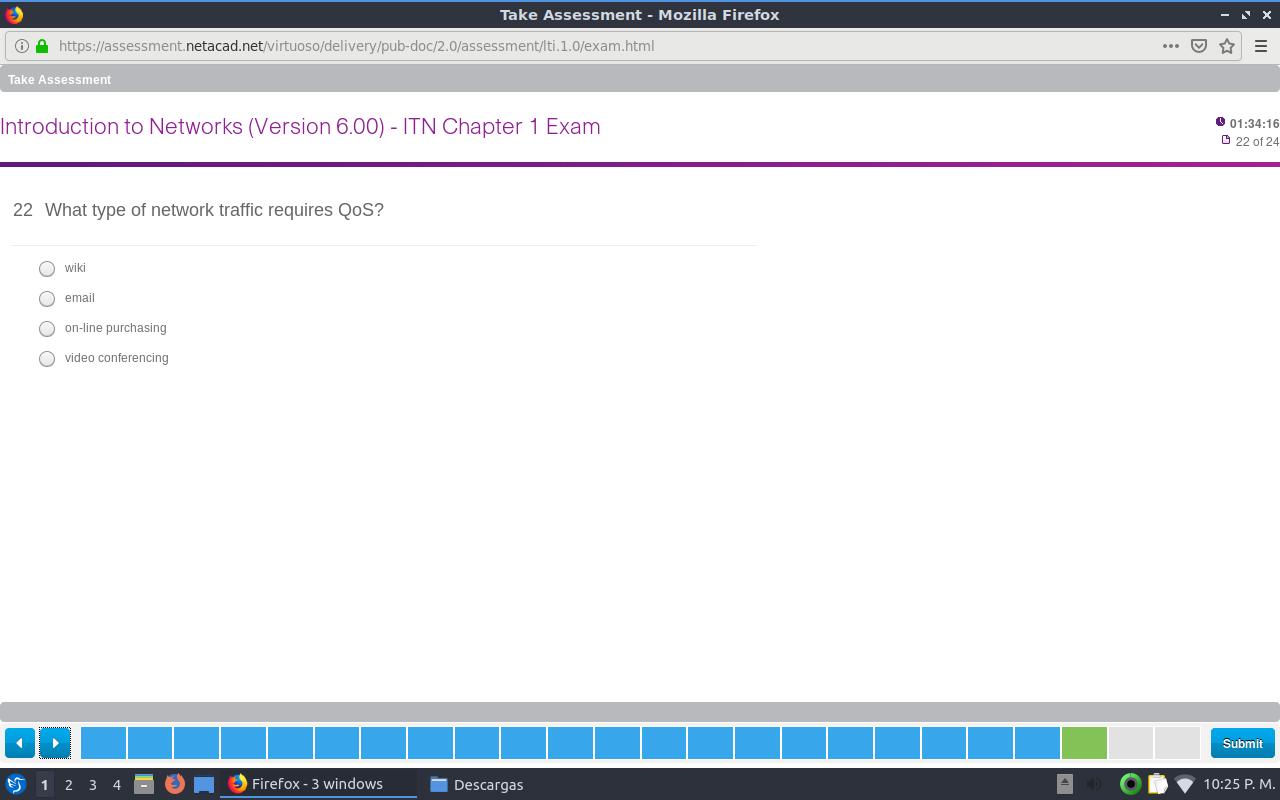 Take Assessment - Mozilla Firefox
https://assessment.netacad.net/virtuoso/delivery/pub-doc/2.0/assessment/lti.1.0/exam.html
Take Assessment
Introduction to Networks (Version 6.00) - ITN Chapter 1 Exam
01:34:16
22 of 24
22 What type of network traffic requires QoS?
wiki
email
on-line purchasing
video conferencing
Submit
1 2 3 4 Firefox - 3 windows Descargas 10:25 P. M.